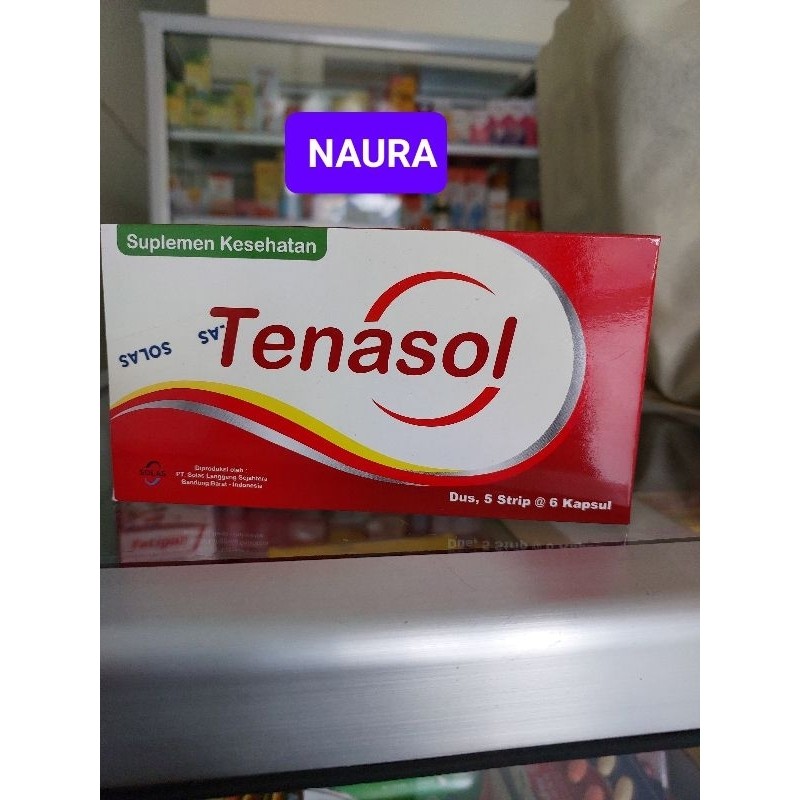 NAURA
Suplemen Kesehatan
SOLAS
Tenasol
SOLAS
Diproduksi oleh :
PT. Solas Langgeng Sejahtera
Bandung Barat - Indonesia
Dus, 5 Strip @ 6 Kapsul